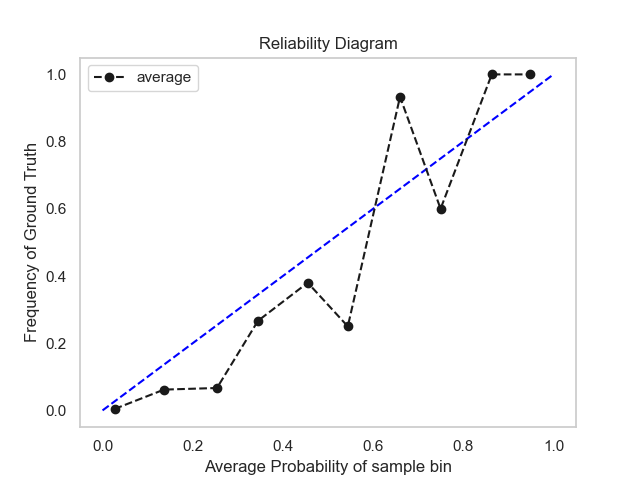 Reliability Diagram
average
Frequency of Ground Truth
1.0
0.8
0.6
0.4
0.2
0.0
0.0 0.2 0.4 0.6 0.8 1.0
Average Probability of sample bin